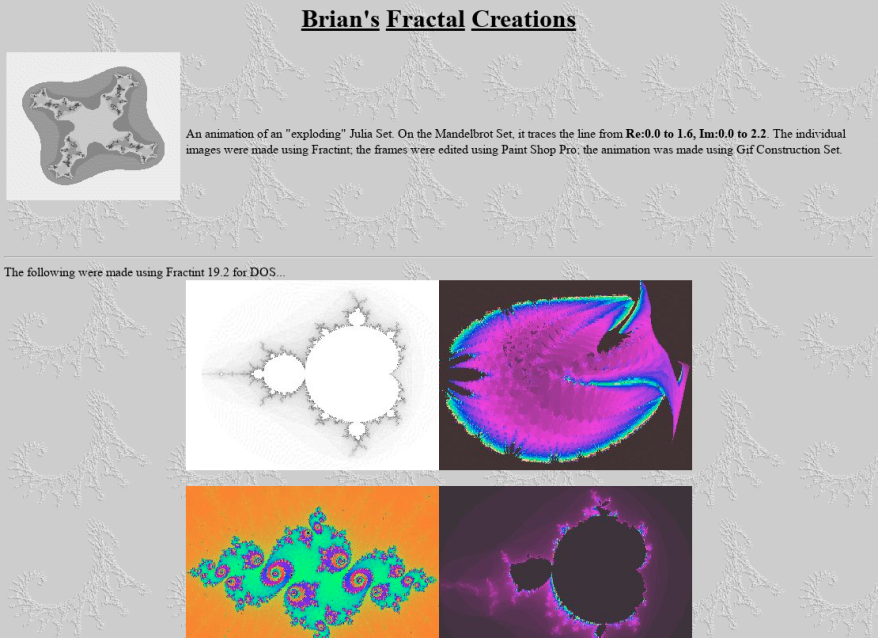 Brian's Fractal Creations
An animation of an "exploding" Julia Set. On the Mandelbrot Set, it traces the line from Re:0.0 to 1.6, Im:0.0 to 2.2. The individual
images were made using Fractint; the frames were edited using Paint Shop Pro; the animation was made using Gif Construction Set.
The following were made using Fractint 19.2 for DOS...